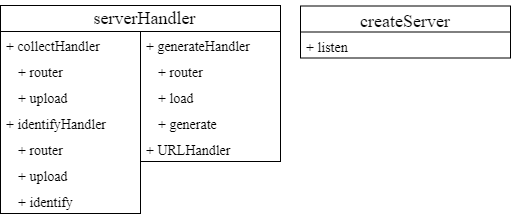 serverHandler
+ collectHandler
+ router
+ upload
+ identifyHandler
+ router
+ upload
+ identify
+ generateHandler
+ router
+ load
+ generate
+ URLHandler
createServer
+ listen